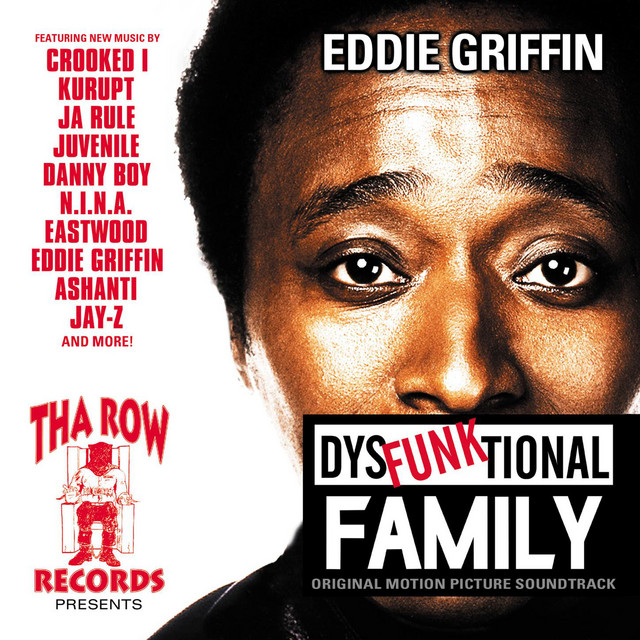 FEATURING NEW MUSIC BY
CROOKED I
KURUPT
JA RULE
JUVENILE
DANNY BOY
N.I.N.A.
EASTWOOD
EDDIE GRIFFIN
ASHANTI
JAY-Z
AND MORE!
THA ROW
RECORDS
PRESENTS
EDDIE GRIFFIN
DYSFUNKTIONAL
FAMILY
ORIGINAL MOTION PICTURE SOUNDTRACK